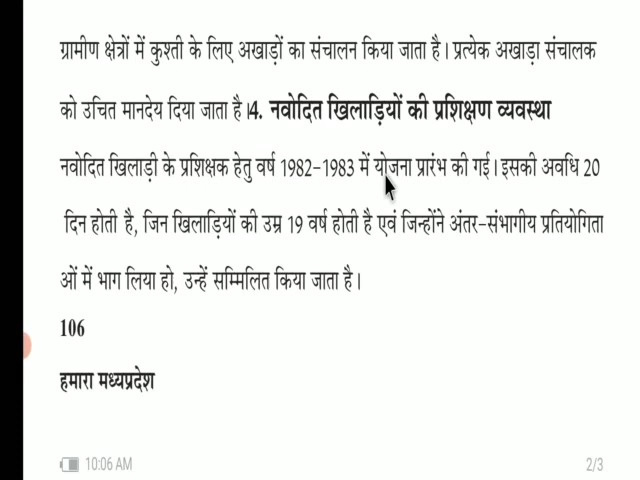 ग्रामीण क्षेत्रों में कुश्ती के लिए अखाड़ों का संचालन किया जाता है। प्रत्येक अखाड़ा संचालक
को उचित मानदेय दिया जाता है।4. नवोदित खिलाड़ियों की प्रशिक्षण व्यवस्था
नवोदित खिलाड़ी के प्रशिक्षक हेतु वर्ष 1982-1983 में योजना प्रारंभ की गई। इसकी अवधि 20
दिन होती है, जिन खिलाड़ियों की उम्र 19 वर्ष होती है एवं जिन्होंने अंतर-संभागीय प्रतियोगिता
ओं में भाग लिया हो, उन्हें सम्मिलित किया जाता है।
106
हमारा मध्यप्रदेश
10:06 AM 2/3